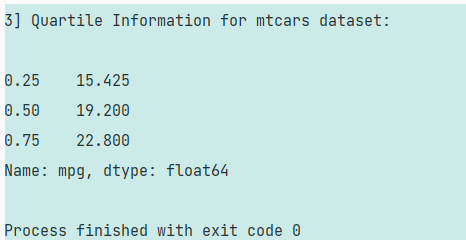 3] Quartile Information for mtcars dataset:
0.25    15.425
0.50    19.200
0.75    22.800
Name: mpg, dtype: float64
Process finished with exit code 0